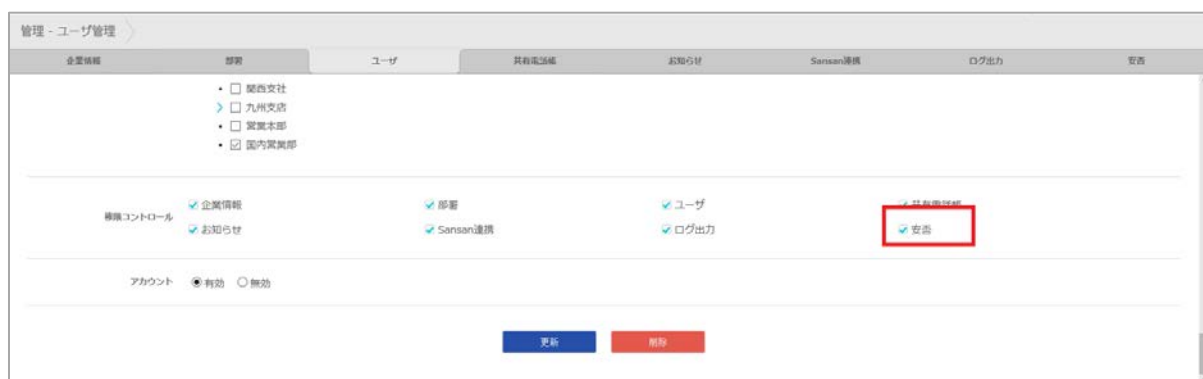 管理 - ユーザ管理
企業情報 部署 ユーザ 共有電話帳 お知らせ Sansan連携 ログ出力 安否
関西支社
九州支店
営業本部
国内営業部
権限コントロール
企業情報 部署 ユーザ 共有電話帳
お知らせ Sansan連携 ログ出力 安否
アカウント 有効 無効
更新 削除